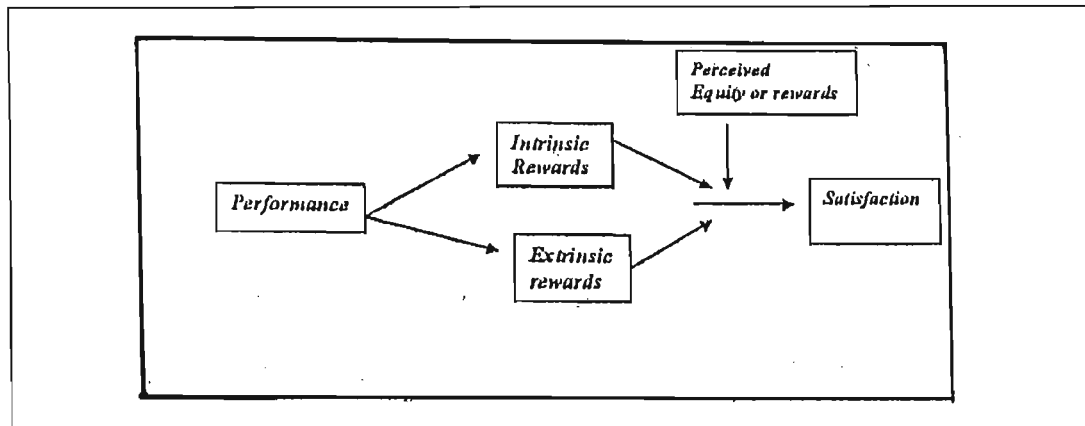 Perceived
Equity or rewards
Intrinsic
Rewards
Performance
Satisfaction
Extrinsic
rewards